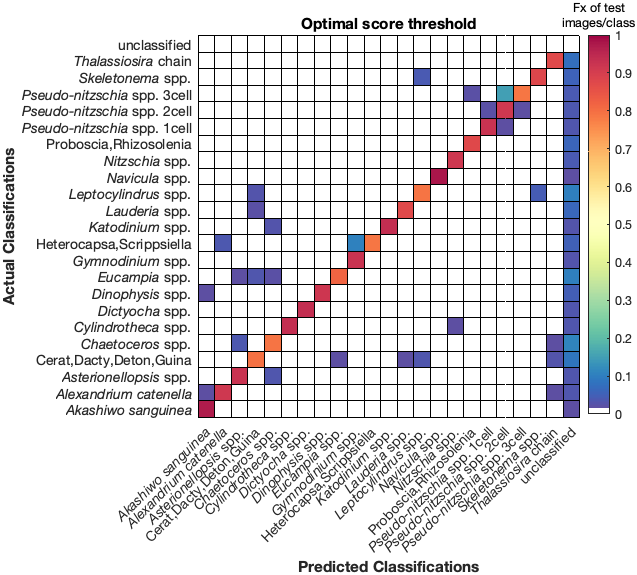 Optimal score threshold
Fx of test
images/class
Actual Classifications
unclassified
Thalassiosira chain
Skeletonema spp.
Pseudo-nitzschia spp. 3cell
Pseudo-nitzschia spp. 2cell
Pseudo-nitzschia spp. 1cell
Proboscia,Rhizosolenia
Nitzschia spp.
Navicula spp.
Leptocylindrus spp.
Lauderia spp.
Katodinium spp.
Heterocapsa,Scrippsiella
Gymnodinium spp.
Eucampia spp.
Dinophysis spp.
Dictyocha spp.
Cylindrotheca spp.
Chaetoceros spp.
Cerat,Dacty,Deton,Guina
Asterionellopsis spp.
Alexandrium catenella
Akashiwo sanguinea
1
0.9
0.8
0.7
0.6
0.5
0.4
0.3
0.2
0.1
0
Akashiwo sanguinea
Alexandrium catenella
Asterionellopsis spp.
Cerat,Dacty,Deton,Guina
Chaetoceros spp.
Cylindrotheca spp.
Dictyocha spp.
Dinophysis spp.
Eucampia spp.
Gymnodinium spp.
Heterocapsa,Scrippsiella
Katodinium spp.
Lauderia spp.
Leptocylindrus spp.
Navicula spp.
Nitzschia spp.
Proboscia,Rhizosolenia
Pseudo-nitzschia spp. 1cell
Pseudo-nitzschia spp. 2cell
Pseudo-nitzschia spp. 3cell
Skeletonema spp.
Thalassiosira chain
unclassified
Predicted Classifications